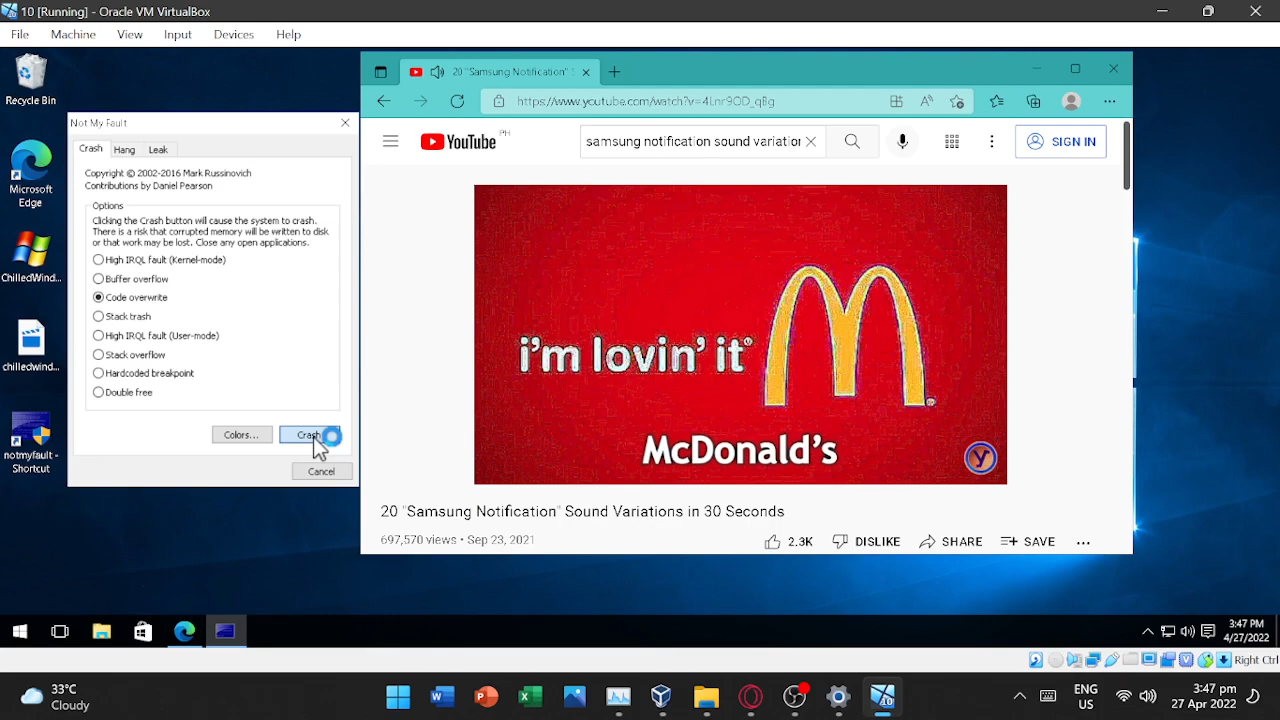 10 [Running] - Oracle VM VirtualBox
File Machine View Input Devices Help
Recycle Bin
Microsoft
Edge
ChilledWind...
chilledwind...
notmyfault -
Shortcut
Not My Fault
Crash Hang Leak
Copyright © 2002-2016 Mark Russinovich
Contributions by Daniel Pearson
Options
Clicking the Crash button will cause the system to crash.
There is a risk that corrupted memory will be written to disk
or that work may be lost. Close any open applications.
High IRQL fault (Kernel-mode)
Buffer overflow
Code overwrite
Stack trash
High IRQL fault (User-mode)
Stack overflow
Hardcoded breakpoint
Double free
Colors... Crash
Cancel
20 "Samsung Notification" S
https://www.youtube.com/watch?v=4Lnr9OD_qBg
YouTube PH
samsung notification sound variation
SIGN IN
i'm lovin' it®
McDonald's
Y
20 "Samsung Notification" Sound Variations in 30 Seconds
697,570 views • Sep 23, 2021
2.3K DISLIKE SHARE SAVE ...
3:47 PM
4/27/2022
Right Ctrl
33°C
Cloudy
ENG
US
3:47 pm
27 Apr 2022